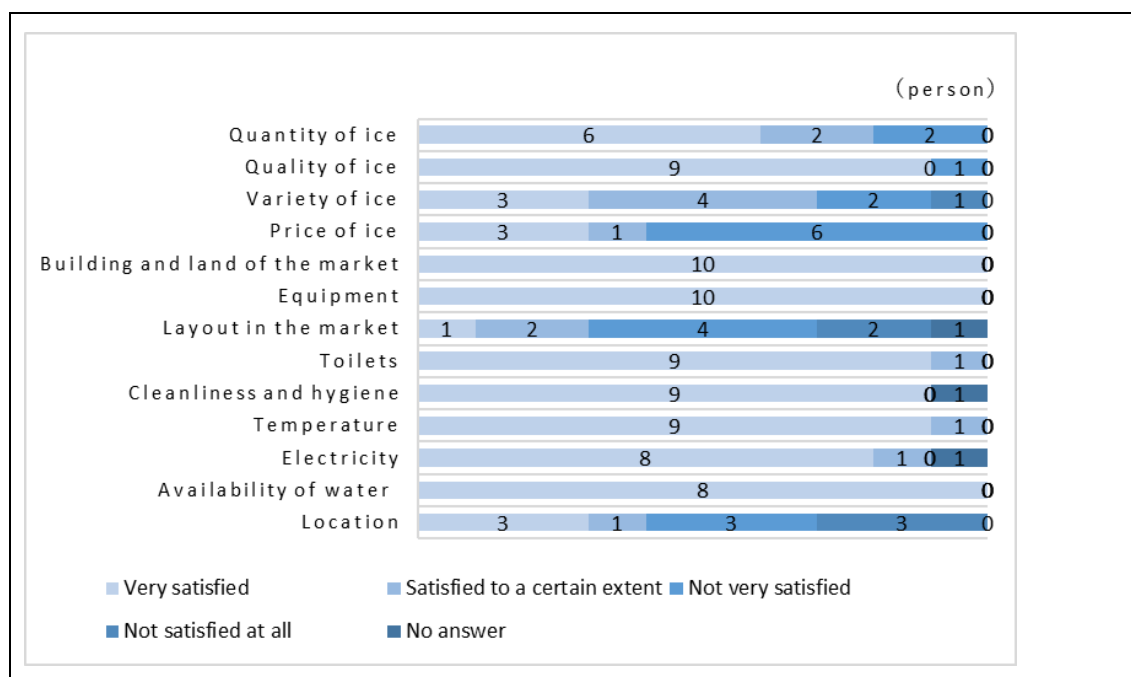 (person)
Quantity of ice 6 2 2 0
Quality of ice 9 0 1 0
Variety of ice 3 4 2 1 0
Price of ice 3 1 6 0
Building and land of the market 10 0
Equipment 10 0
Layout in the market 1 2 4 2 1
Toilets 9 1 0
Cleanliness and hygiene 9 0 1
Temperature 9 1 0
Electricity 8 1 0 1
Availability of water 8 0
Location 3 1 3 3 0
Very satisfied Satisfied to a certain extent Not very satisfied
Not satisfied at all No answer